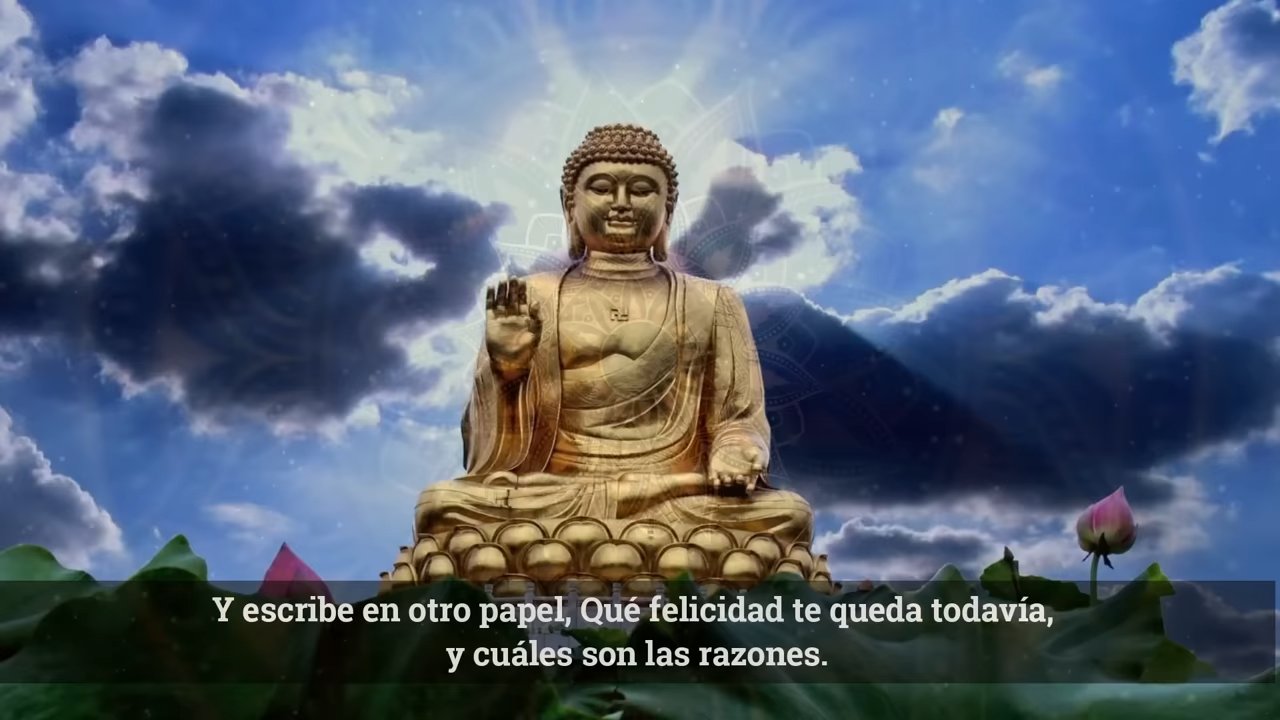 Y escribe en otro papel, Qué felicidad te queda todavía,
y cuáles son las razones.